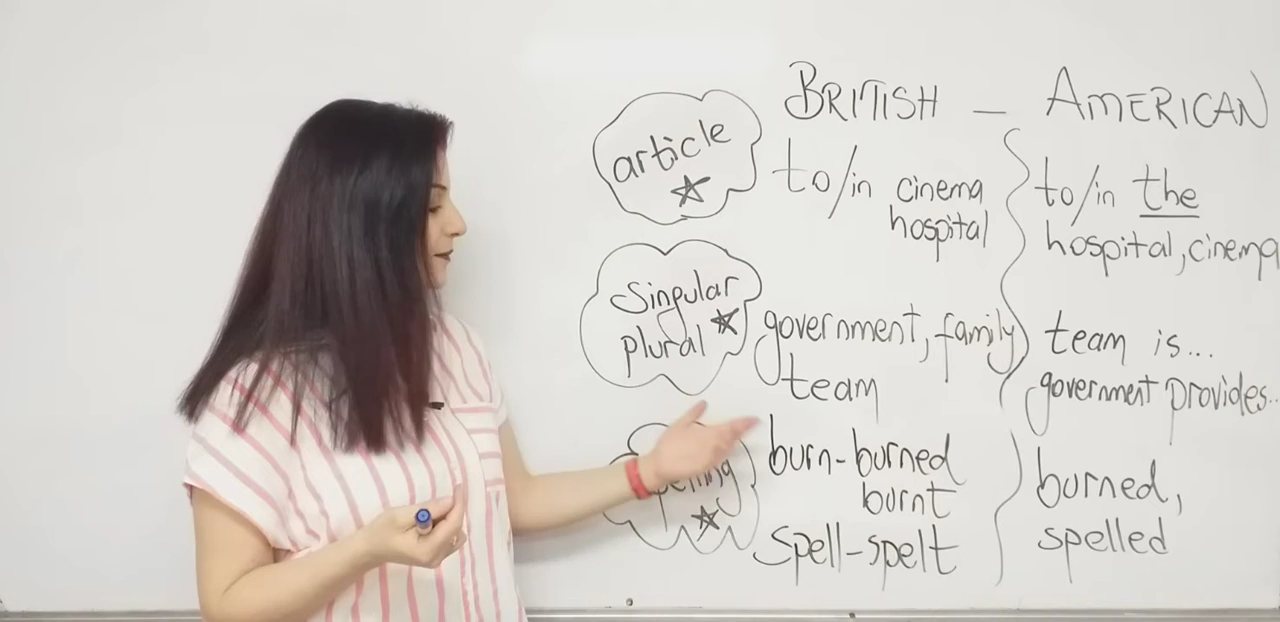 BRITISH – AMERICAN
article
to/in cinema
hospital
to/in the
hospital, cinema
Singular
plural
government, family
team
team is...
government provides...
burn-burned
burnt
spell-spelt
burned,
spelled